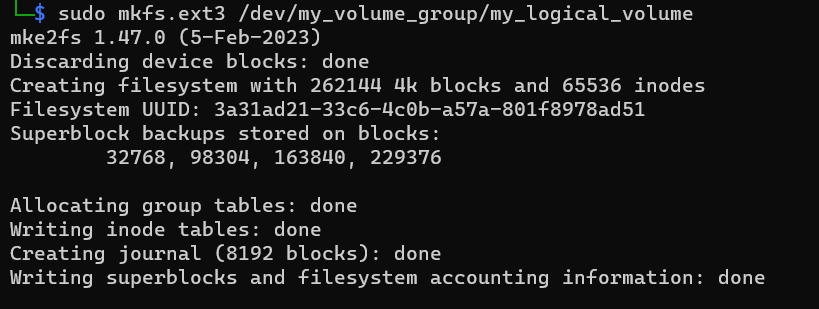 └─$ sudo mkfs.ext3 /dev/my_volume_group/my_logical_volume
mke2fs 1.47.0 (5-Feb-2023)
Discarding device blocks: done
Creating filesystem with 262144 4k blocks and 65536 inodes
Filesystem UUID: 3a31ad21-33c6-4c0b-a57a-801f8978ad51
Superblock backups stored on blocks:
        32768, 98304, 163840, 229376

Allocating group tables: done
Writing inode tables: done
Creating journal (8192 blocks): done
Writing superblocks and filesystem accounting information: done